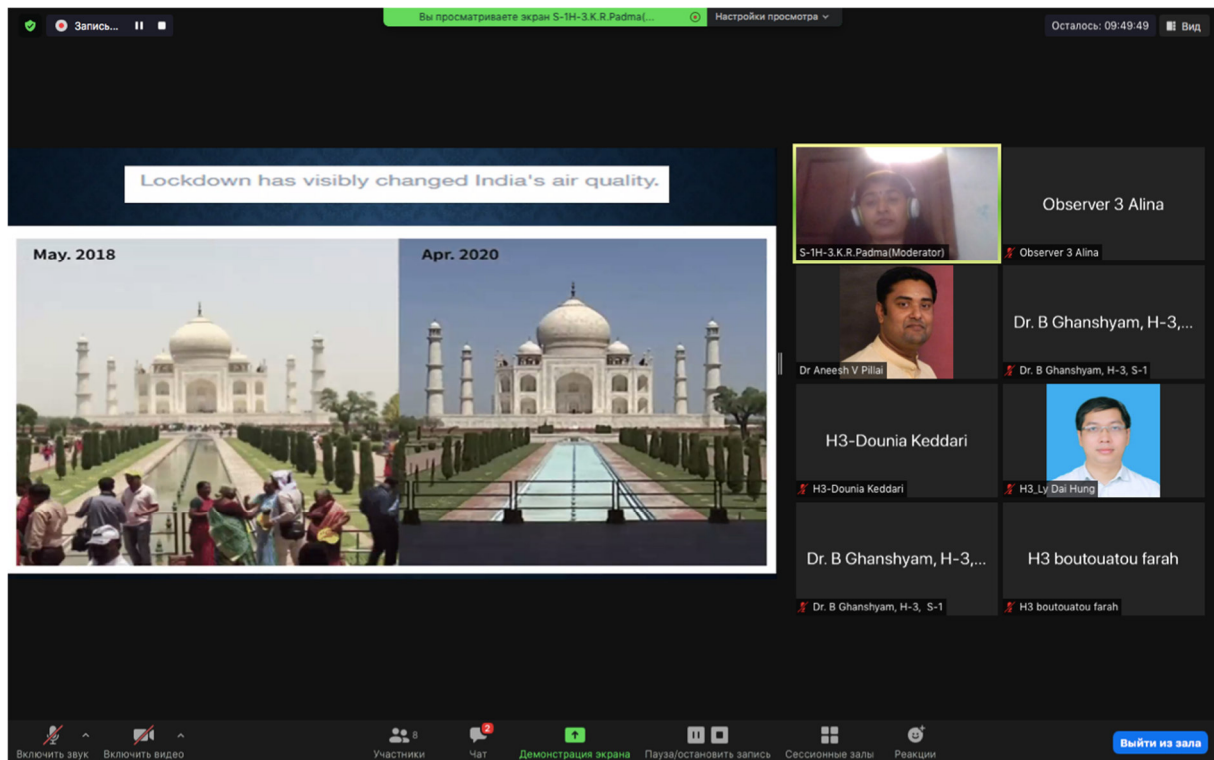 Запись...
Вы просматриваете экран S-1H-3.K.R.Padma(...
Настройки просмотра
Осталось: 09:49:49
Вид
Lockdown has visibly changed India's air quality.
May. 2018
Apr. 2020
S-1H-3.K.R.Padma(Moderator)
Observer 3 Alina
Observer 3 Alina
Dr Aneesh V Pillai
Dr. B Ghanshyam, H-3,...
Dr. B Ghanshyam, H-3, S-1
H3-Dounia Keddari
H3-Dounia Keddari
H3_Ly Dai Hung
Dr. B Ghanshyam, H-3,...
Dr. B Ghanshyam, H-3, S-1
H3 boutouatou farah
H3 boutouatou farah
Включить звук
Включить видео
8
Участники
2
Чат
Демонстрация экрана
Пауза/остановить запись
Сессионные залы
Реакции
Выйти из зала